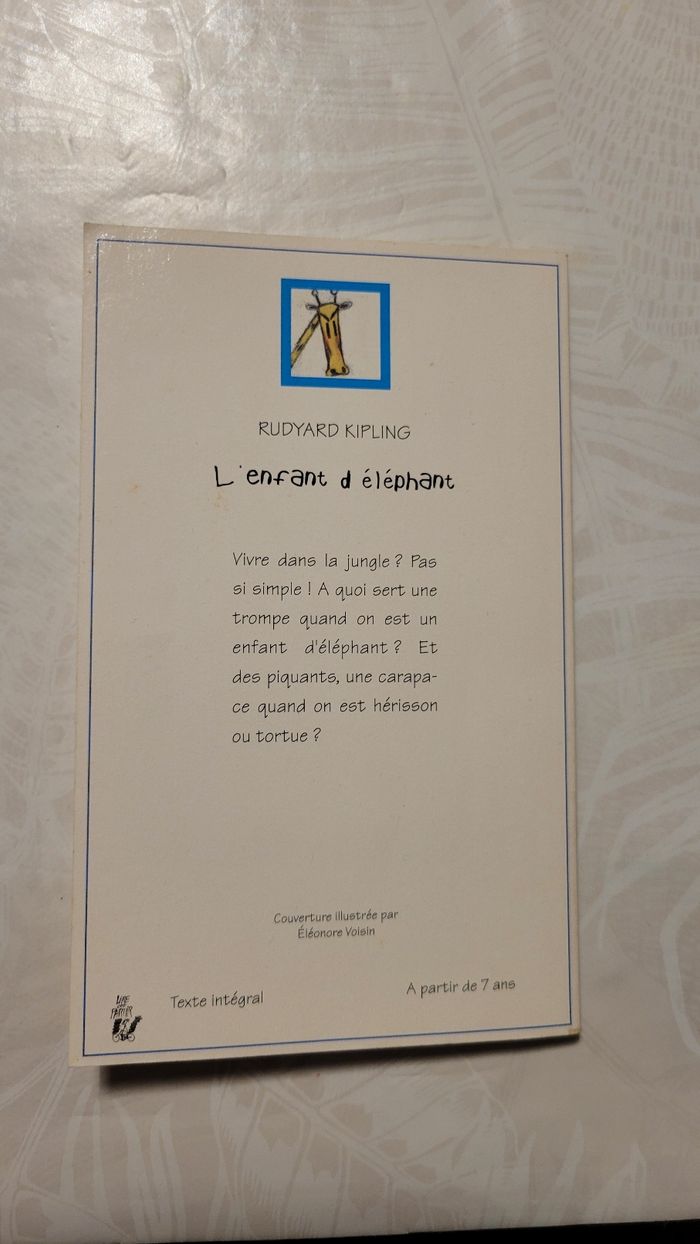 RUDYARD KIPLING
L'enfant d éléphant
Vivre dans la jungle ? Pas
si simple ! A quoi sert une
trompe quand on est un
enfant d'éléphant ? Et
des piquants, une carapa-
ce quand on est hérisson
ou tortue ?
Couverture illustrée par
Éléonore Voisin
Texte intégral
A partir de 7 ans